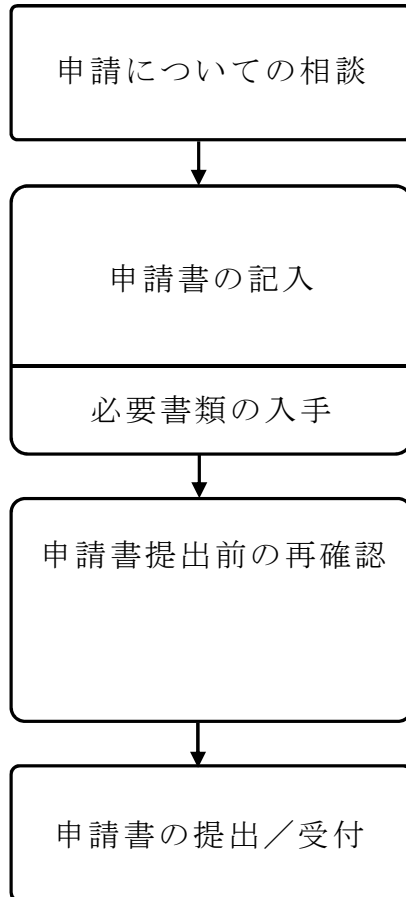 申請についての相談
申請書の記入
必要書類の入手
申請書提出前の再確認
申請書の提出／受付